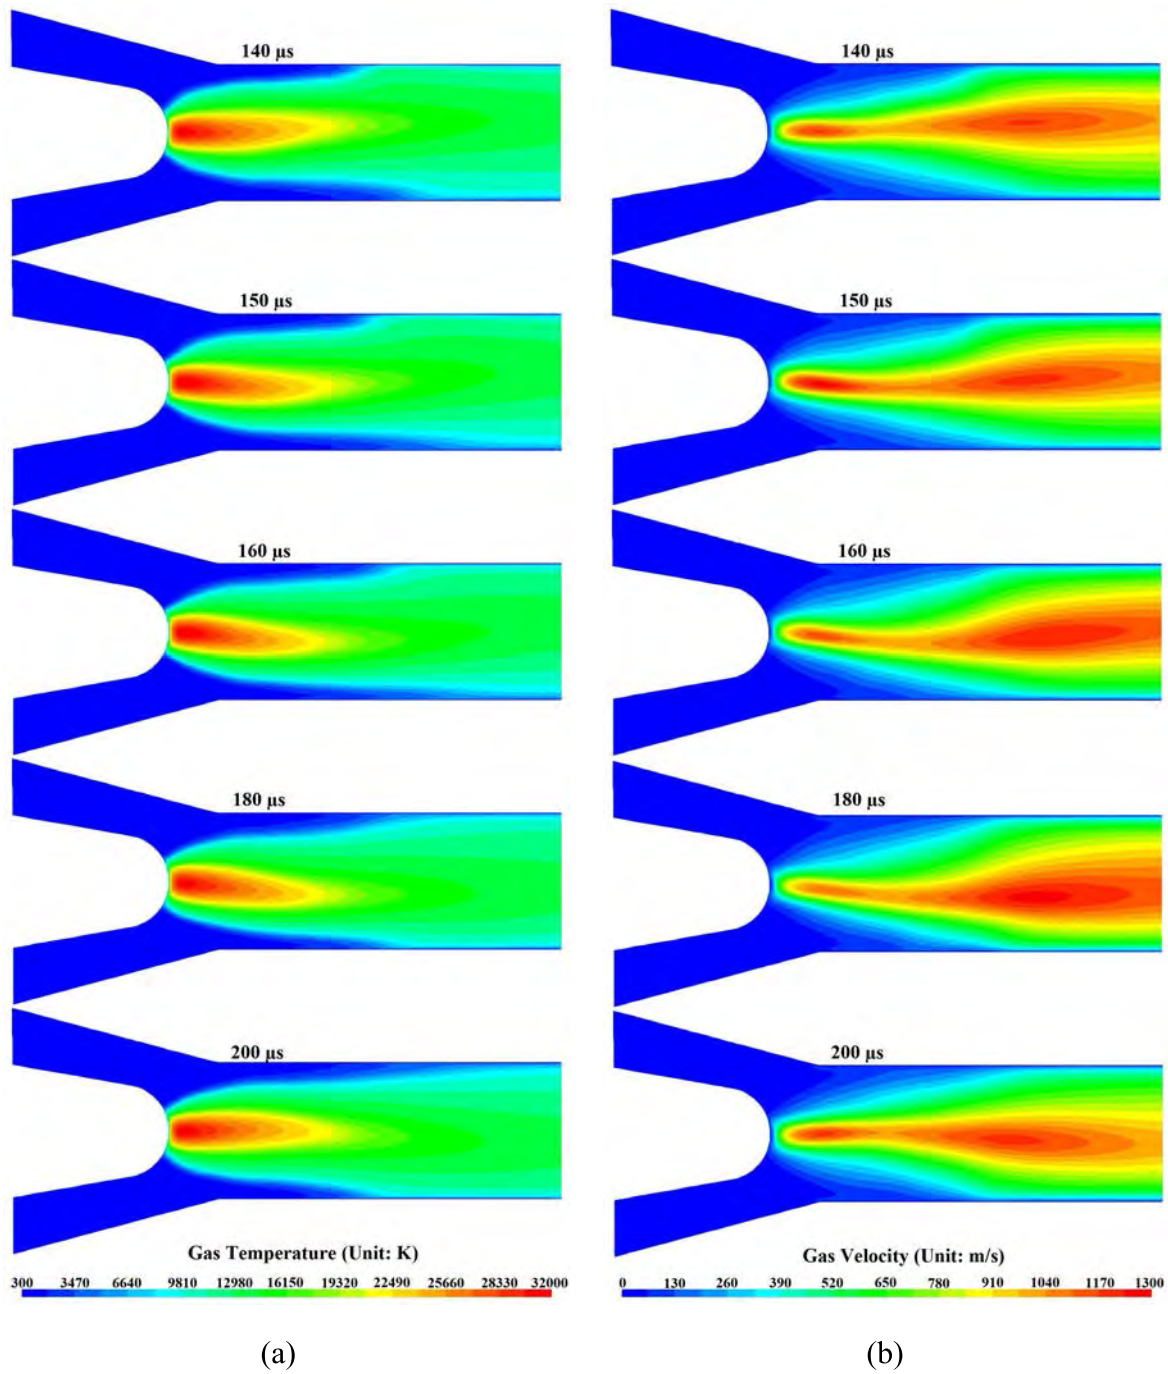 140 μs
140 μs
150 μs
150 μs
160 μs
160 μs
180 μs
180 μs
200 μs
200 μs
Gas Temperature (Unit: K)
300 3470 6640 9810 12980 16150 19320 22490 25660 28330 32000
Gas Velocity (Unit: m/s)
0 130 260 390 520 650 780 910 1040 1170 1300
(a)
(b)